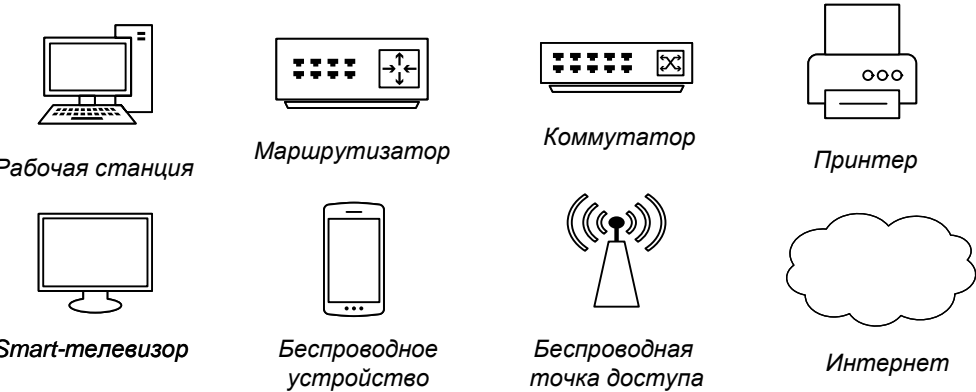 Рабочая станция
Маршрутизатор
Коммутатор
Принтер
Smart-телевизор
Беспроводное
устройство
Беспроводная
точка доступа
Интернет